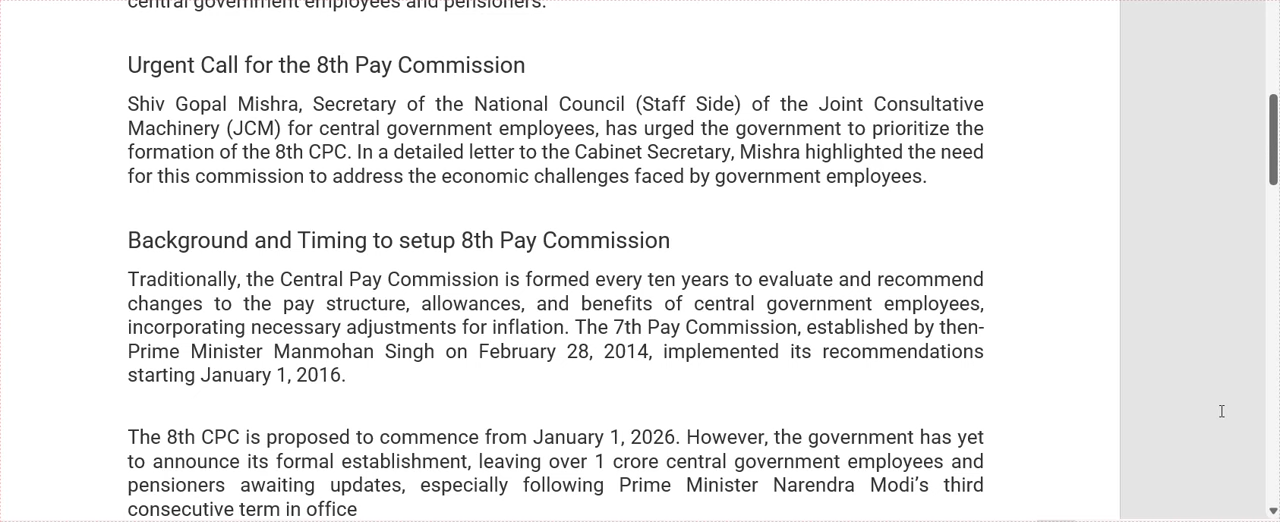 central government employees and pensioners.
Urgent Call for the 8th Pay Commission
Shiv Gopal Mishra, Secretary of the National Council (Staff Side) of the Joint Consultative
Machinery (JCM) for central government employees, has urged the government to prioritize the
formation of the 8th CPC. In a detailed letter to the Cabinet Secretary, Mishra highlighted the need
for this commission to address the economic challenges faced by government employees.
Background and Timing to setup 8th Pay Commission
Traditionally, the Central Pay Commission is formed every ten years to evaluate and recommend
changes to the pay structure, allowances, and benefits of central government employees,
incorporating necessary adjustments for inflation. The 7th Pay Commission, established by then-
Prime Minister Manmohan Singh on February 28, 2014, implemented its recommendations
starting January 1, 2016.
The 8th CPC is proposed to commence from January 1, 2026. However, the government has yet
to announce its formal establishment, leaving over 1 crore central government employees and
pensioners awaiting updates, especially following Prime Minister Narendra Modi’s third
consecutive term in office